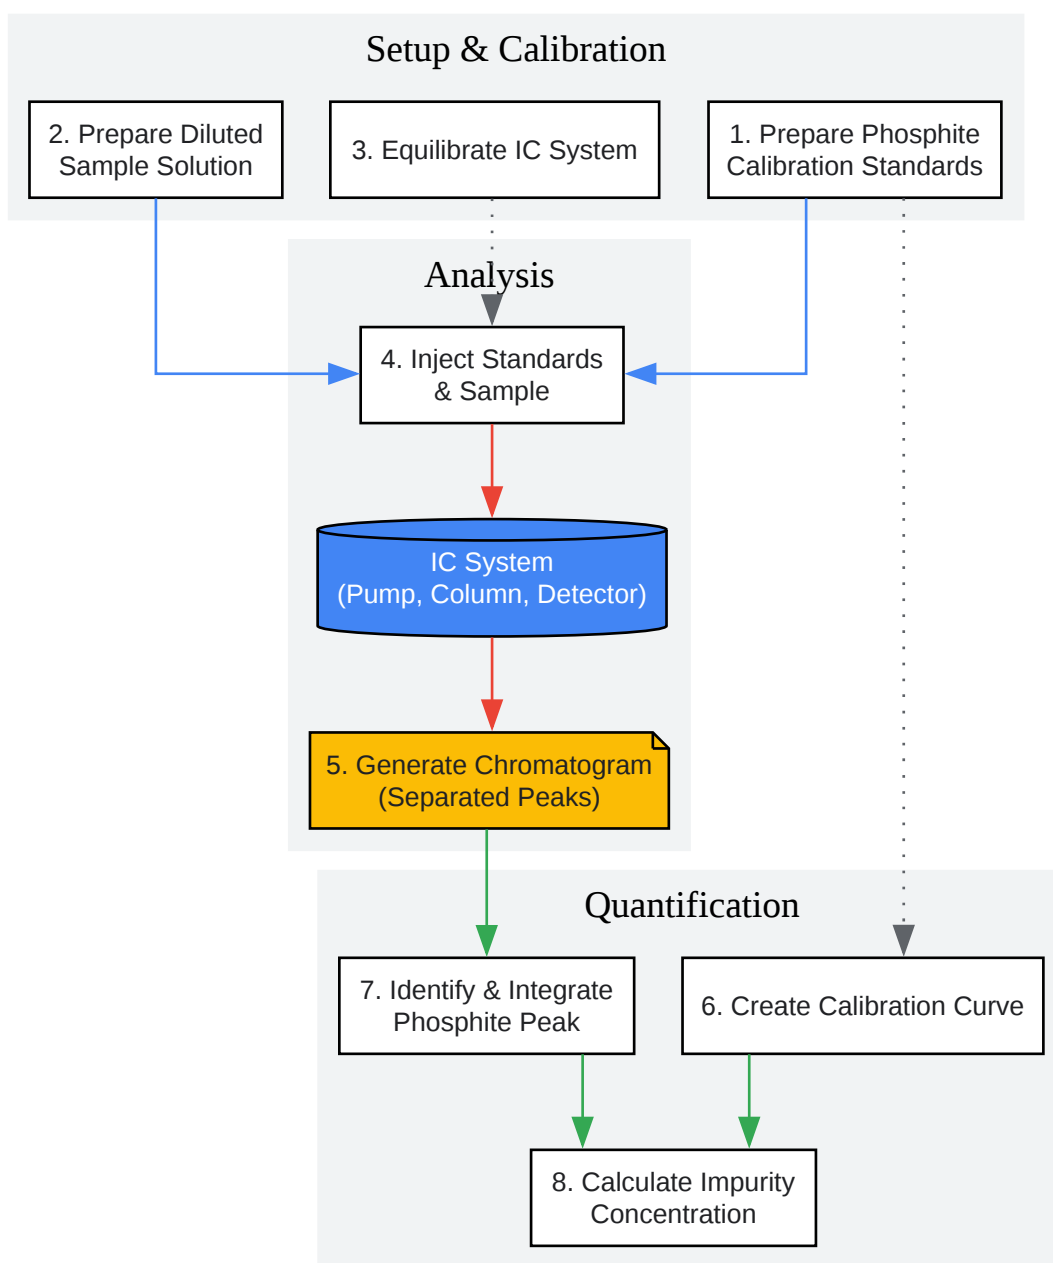 Setup & Calibration
2. Prepare Diluted
Sample Solution
3. Equilibrate IC System
1. Prepare Phosphite
Calibration Standards
Analysis
4. Inject Standards
& Sample
IC System
(Pump, Column, Detector)
5. Generate Chromatogram
(Separated Peaks)
Quantification
7. Identify & Integrate
Phosphite Peak
6. Create Calibration Curve
8. Calculate Impurity
Concentration